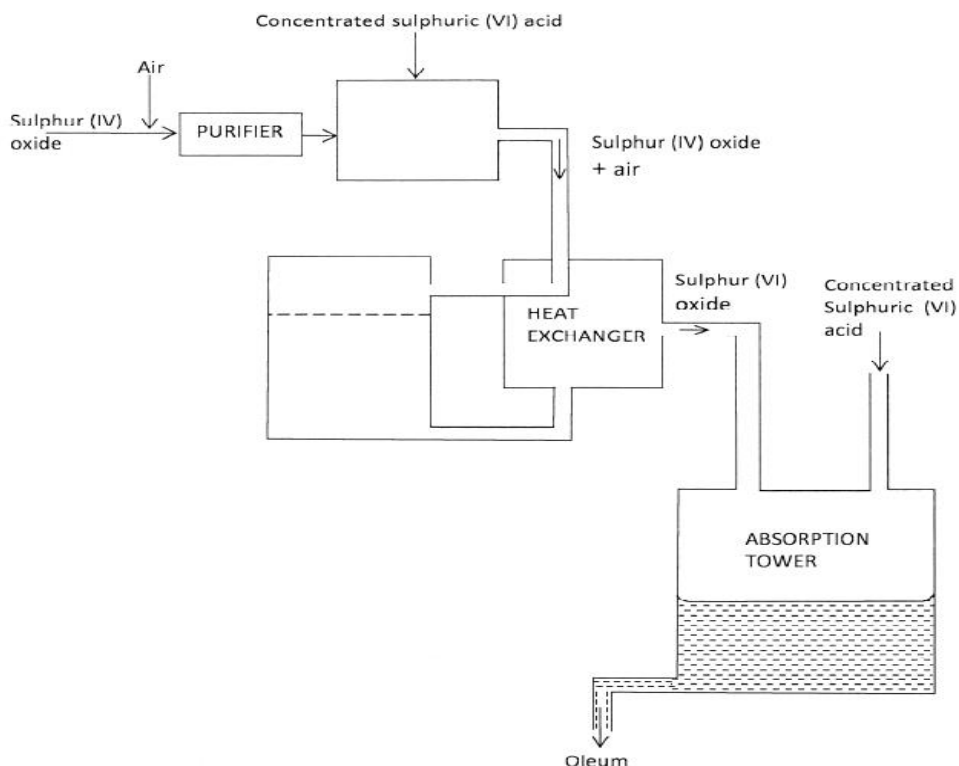 Concentrated sulphuric (VI) acid
Air
Sulphur (IV)
oxide
PURIFIER
Sulphur (IV) oxide
+ air
HEAT
EXCHANGER
Sulphur (VI)
oxide
Concentrated
Sulphuric (VI)
acid
ABSORPTION
TOWER
Oleum